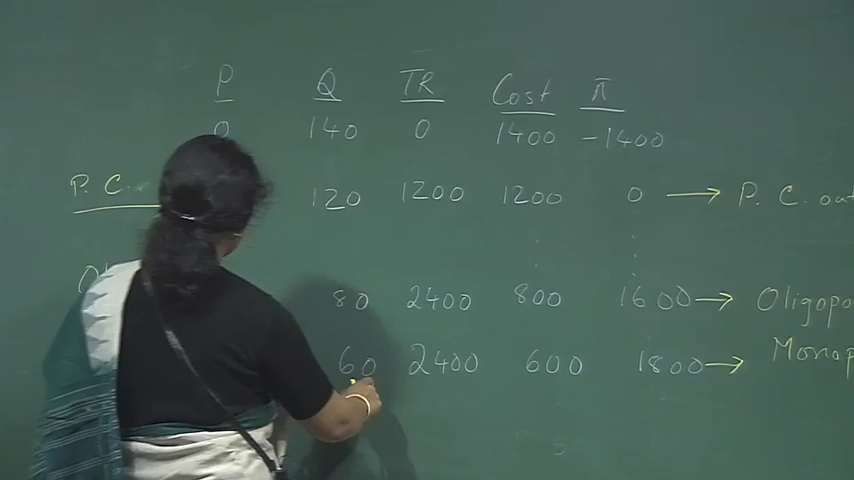 P Q TR Cost π
0 140 0 1400 -1400
P. C. 120 1200 1200 0 → P. C. out
80 2400 800 1600 → Oligopo
60 2400 600 1800 → Monop